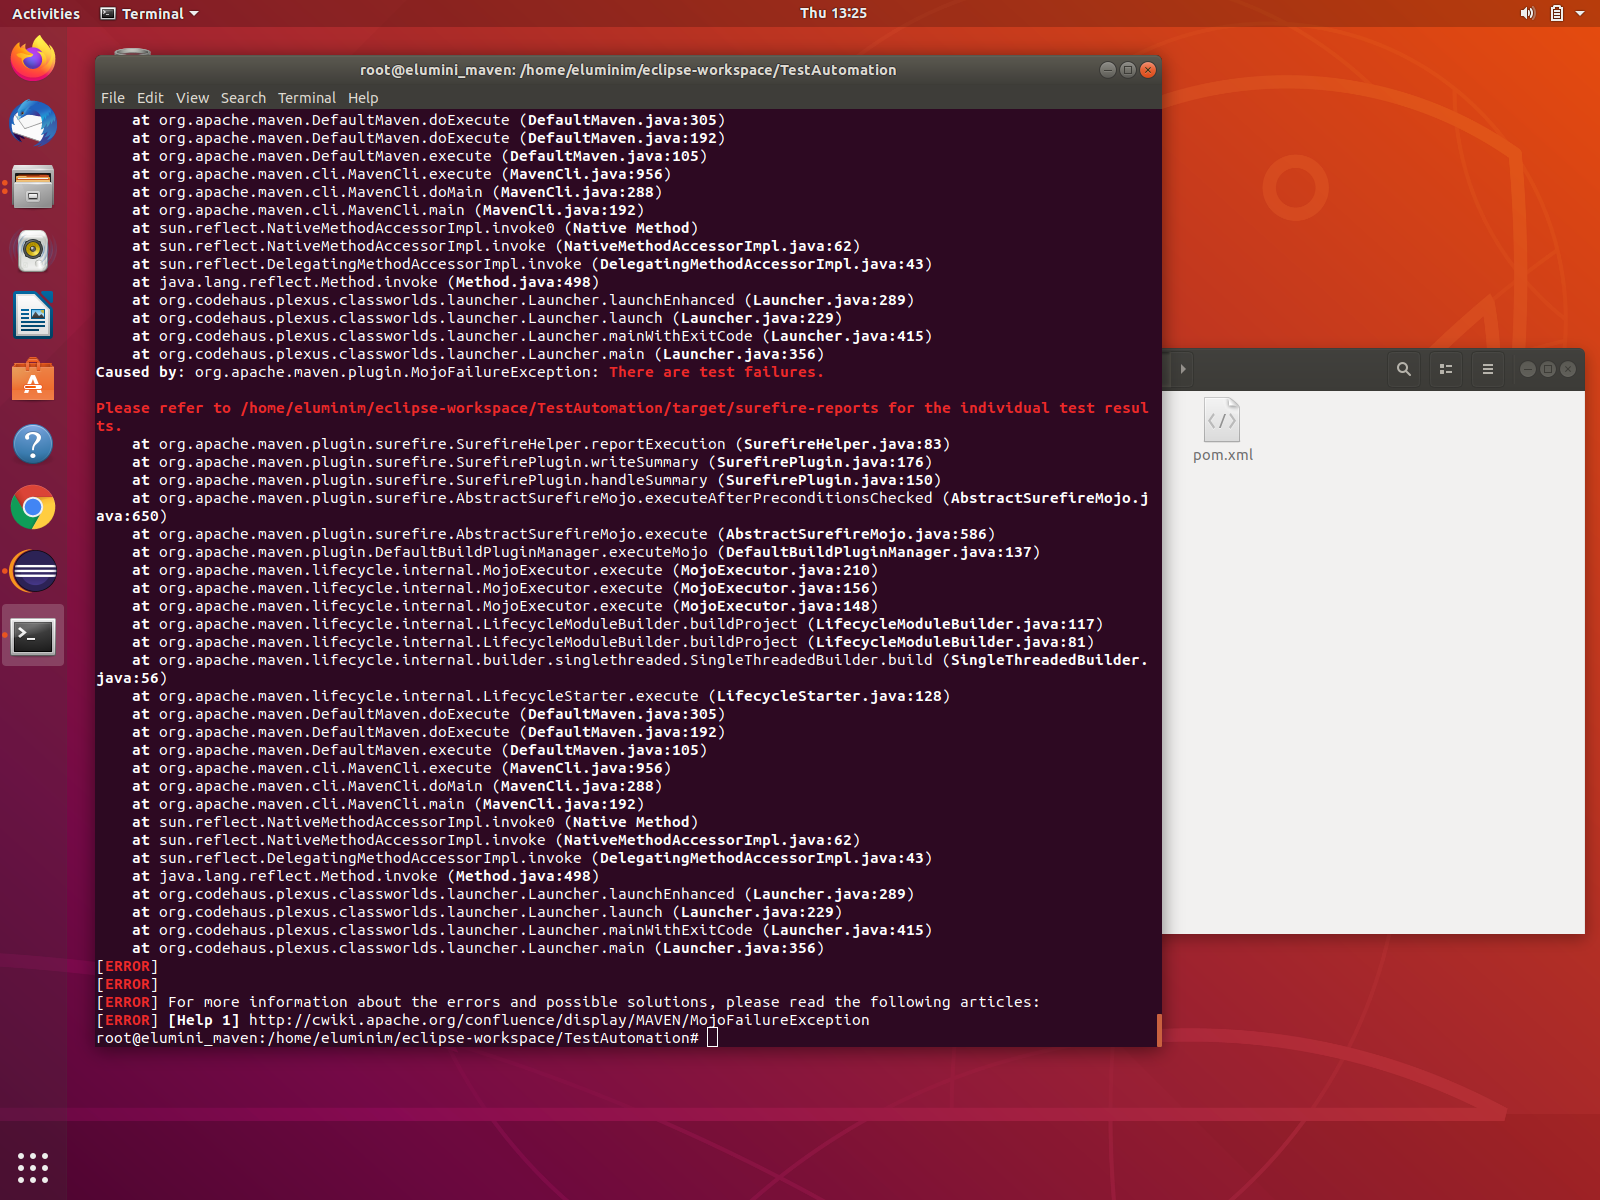 Activities
Terminal
Thu 13:25
root@elumini_maven: /home/eluminim/eclipse-workspace/TestAutomation
File Edit View Search Terminal Help
at org.apache.maven.DefaultMaven.doExecute (DefaultMaven.java:305)
at org.apache.maven.DefaultMaven.doExecute (DefaultMaven.java:192)
at org.apache.maven.DefaultMaven.execute (DefaultMaven.java:105)
at org.apache.maven.cli.MavenCli.execute (MavenCli.java:956)
at org.apache.maven.cli.MavenCli.doMain (MavenCli.java:288)
at org.apache.maven.cli.MavenCli.main (MavenCli.java:192)
at sun.reflect.NativeMethodAccessorImpl.invoke0 (Native Method)
at sun.reflect.NativeMethodAccessorImpl.invoke (NativeMethodAccessorImpl.java:62)
at sun.reflect.DelegatingMethodAccessorImpl.invoke (DelegatingMethodAccessorImpl.java:43)
at java.lang.reflect.Method.invoke (Method.java:498)
at org.codehaus.plexus.classworlds.launcher.Launcher.launchEnhanced (Launcher.java:289)
at org.codehaus.plexus.classworlds.launcher.Launcher.launch (Launcher.java:229)
at org.codehaus.plexus.classworlds.launcher.Launcher.mainWithExitCode (Launcher.java:415)
at org.codehaus.plexus.classworlds.launcher.Launcher.main (Launcher.java:356)
Caused by: org.apache.maven.plugin.MojoFailureException: There are test failures.
Please refer to /home/eluminim/eclipse-workspace/TestAutomation/target/surefire-reports for the individual test resul
ts.
at org.apache.maven.plugin.surefire.SurefireHelper.reportExecution (SurefireHelper.java:83)
at org.apache.maven.plugin.surefire.SurefirePlugin.writeSummary (SurefirePlugin.java:176)
at org.apache.maven.plugin.surefire.SurefirePlugin.handleSummary (SurefirePlugin.java:150)
at org.apache.maven.plugin.surefire.AbstractSurefireMojo.executeAfterPreconditionsChecked (AbstractSurefireMojo.j
ava:650)
at org.apache.maven.plugin.surefire.AbstractSurefireMojo.execute (AbstractSurefireMojo.java:586)
at org.apache.maven.plugin.DefaultBuildPluginManager.executeMojo (DefaultBuildPluginManager.java:137)
at org.apache.maven.lifecycle.internal.MojoExecutor.execute (MojoExecutor.java:210)
at org.apache.maven.lifecycle.internal.MojoExecutor.execute (MojoExecutor.java:156)
at org.apache.maven.lifecycle.internal.MojoExecutor.execute (MojoExecutor.java:148)
at org.apache.maven.lifecycle.internal.LifecycleModuleBuilder.buildProject (LifecycleModuleBuilder.java:117)
at org.apache.maven.lifecycle.internal.LifecycleModuleBuilder.buildProject (LifecycleModuleBuilder.java:81)
at org.apache.maven.lifecycle.internal.builder.singlethreaded.SingleThreadedBuilder.build (SingleThreadedBuilder.
java:56)
at org.apache.maven.lifecycle.internal.LifecycleStarter.execute (LifecycleStarter.java:128)
at org.apache.maven.DefaultMaven.doExecute (DefaultMaven.java:305)
at org.apache.maven.DefaultMaven.doExecute (DefaultMaven.java:192)
at org.apache.maven.DefaultMaven.execute (DefaultMaven.java:105)
at org.apache.maven.cli.MavenCli.execute (MavenCli.java:956)
at org.apache.maven.cli.MavenCli.doMain (MavenCli.java:288)
at org.apache.maven.cli.MavenCli.main (MavenCli.java:192)
at sun.reflect.NativeMethodAccessorImpl.invoke0 (Native Method)
at sun.reflect.NativeMethodAccessorImpl.invoke (NativeMethodAccessorImpl.java:62)
at sun.reflect.DelegatingMethodAccessorImpl.invoke (DelegatingMethodAccessorImpl.java:43)
at java.lang.reflect.Method.invoke (Method.java:498)
at org.codehaus.plexus.classworlds.launcher.Launcher.launchEnhanced (Launcher.java:289)
at org.codehaus.plexus.classworlds.launcher.Launcher.launch (Launcher.java:229)
at org.codehaus.plexus.classworlds.launcher.Launcher.mainWithExitCode (Launcher.java:415)
at org.codehaus.plexus.classworlds.launcher.Launcher.main (Launcher.java:356)
[ERROR]
[ERROR]
[ERROR] For more information about the errors and possible solutions, please read the following articles:
[ERROR] [Help 1] http://cwiki.apache.org/confluence/display/MAVEN/MojoFailureException
root@elumini_maven:/home/eluminim/eclipse-workspace/TestAutomation#
pom.xml